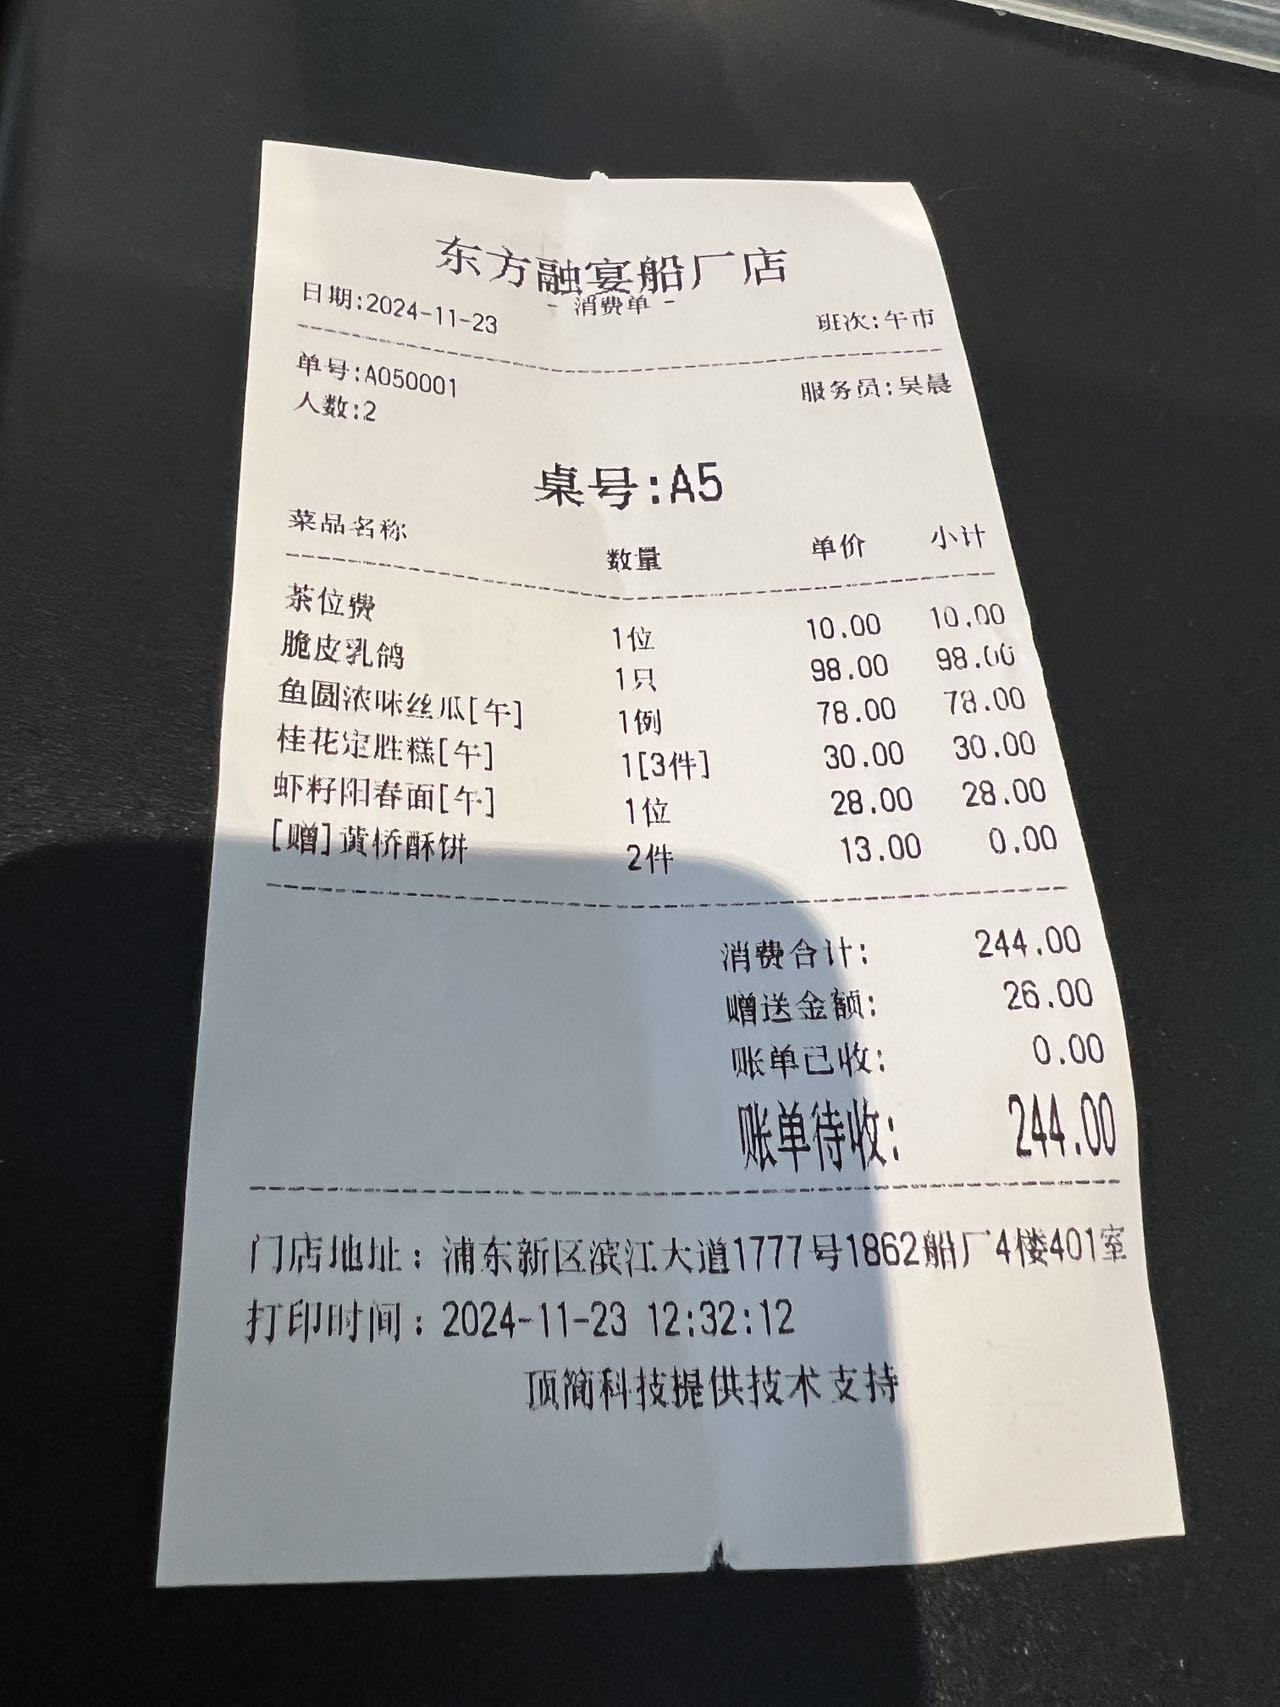 东方融宴船厂店
- 消费单 -
日期:2024-11-23 班次:午市
单号:A050001 服务员:吴晨
人数:2
桌号:A5
菜品名称 数量 单价 小计
茶位费 1位 10.00 10.00
脆皮乳鸽 1只 98.00 98.00
鱼圆浓味丝瓜[午] 1例 78.00 78.00
桂花定胜糕[午] 1[3件] 30.00 30.00
虾籽阳春面[午] 1位 28.00 28.00
[赠]黄桥酥饼 2件 13.00 0.00
消费合计: 244.00
赠送金额: 26.00
账单已收: 0.00
账单待收: 244.00
门店地址：浦东新区滨江大道1777号1862船厂4楼401室
打印时间：2024-11-23 12:32:12
顶简科技提供技术支持